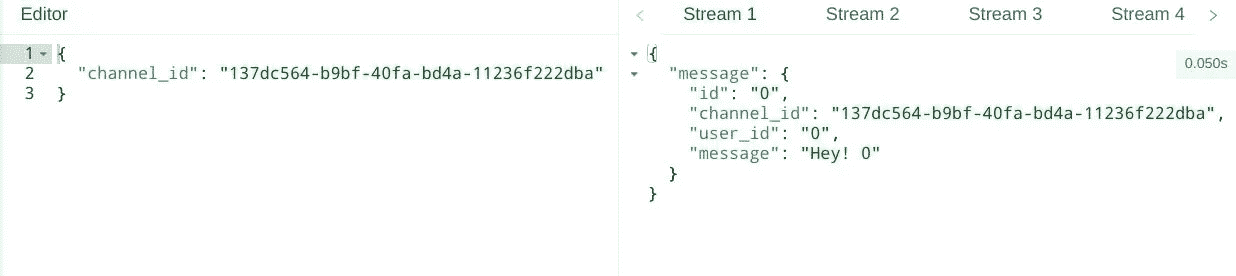 Editor
1 {
2 "channel_id": "137dc564-b9bf-40fa-bd4a-11236f222dba"
3 }
Stream 1 Stream 2 Stream 3 Stream 4
0.050s
{
"message": {
"id": "0",
"channel_id": "137dc564-b9bf-40fa-bd4a-11236f222dba",
"user_id": "0",
"message": "Hey! 0"
}
}